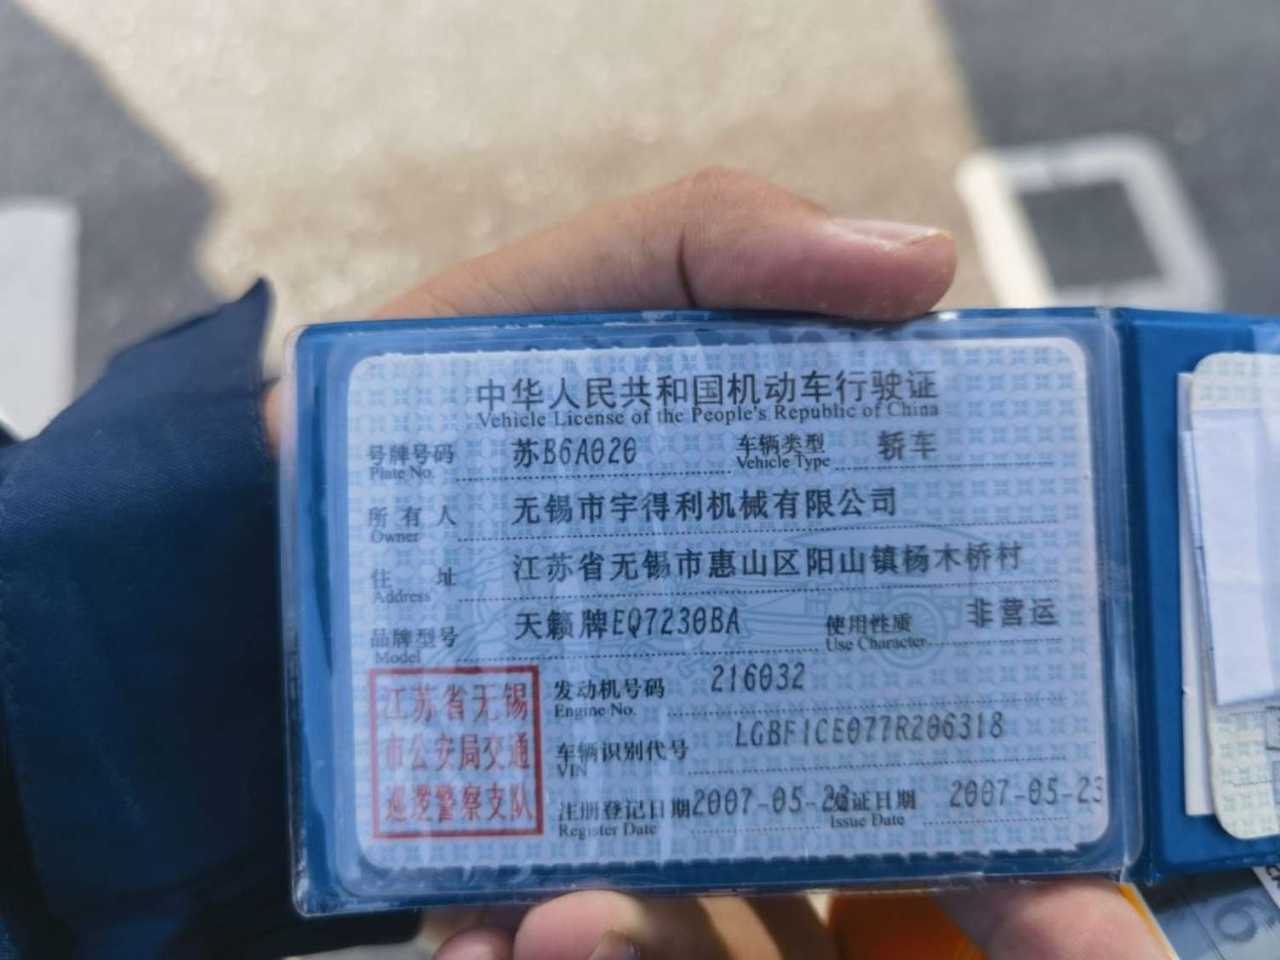 中华人民共和国机动车行驶证
Vehicle License of the People's Republic of China
号牌号码 苏B6A020 车辆类型 轿车
Plate No. Vehicle Type
所有人 无锡市宇得利机械有限公司
Owner
住址 江苏省无锡市惠山区阳山镇杨木桥村
Address
品牌型号 天籁牌EQ7230BA 使用性质 非营运
Model Use Character
发动机号码 216032
Engine No.
车辆识别代号 LGBF1CE077R206318
VIN
注册登记日期 2007-05-23 发证日期 2007-05-23
Register Date Issue Date
江苏省无锡
市公安局交通
巡逻警察支队